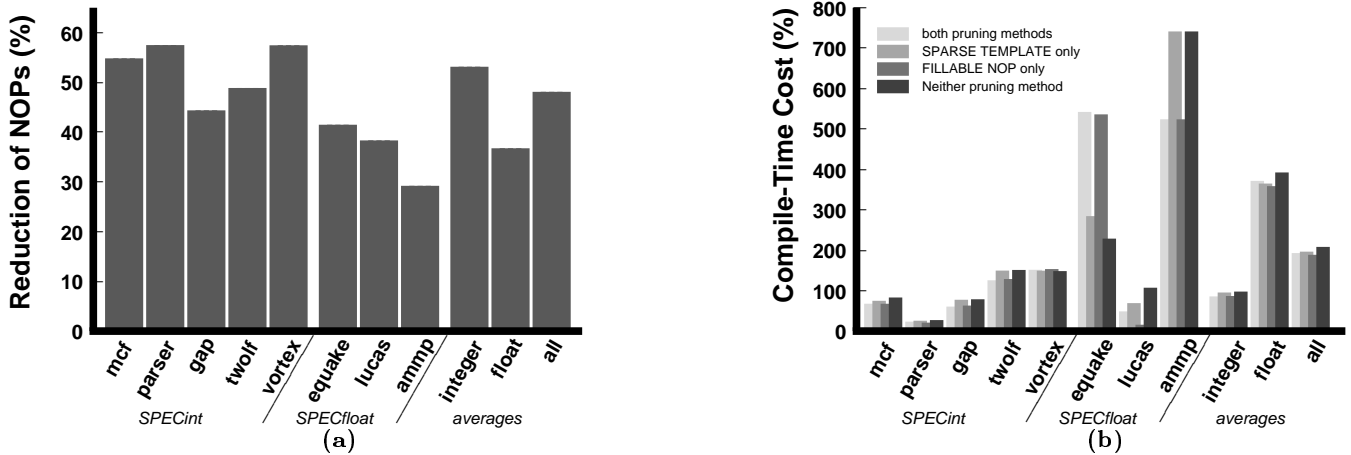 Reduction of NOPs (%)
60
50
40
30
20
10
0
mcf
parser
gap
twolf
vortex
equake
lucas
ammp
integer
float
all
SPECint
SPECfloat
averages
(a)
Compile-Time Cost (%)
800
700
600
500
400
300
200
100
0
both pruning methods
SPARSE TEMPLATE only
FILLABLE NOP only
Neither pruning method
mcf
parser
gap
twolf
vortex
equake
lucas
ammp
integer
float
all
SPECint
SPECfloat
averages
(b)